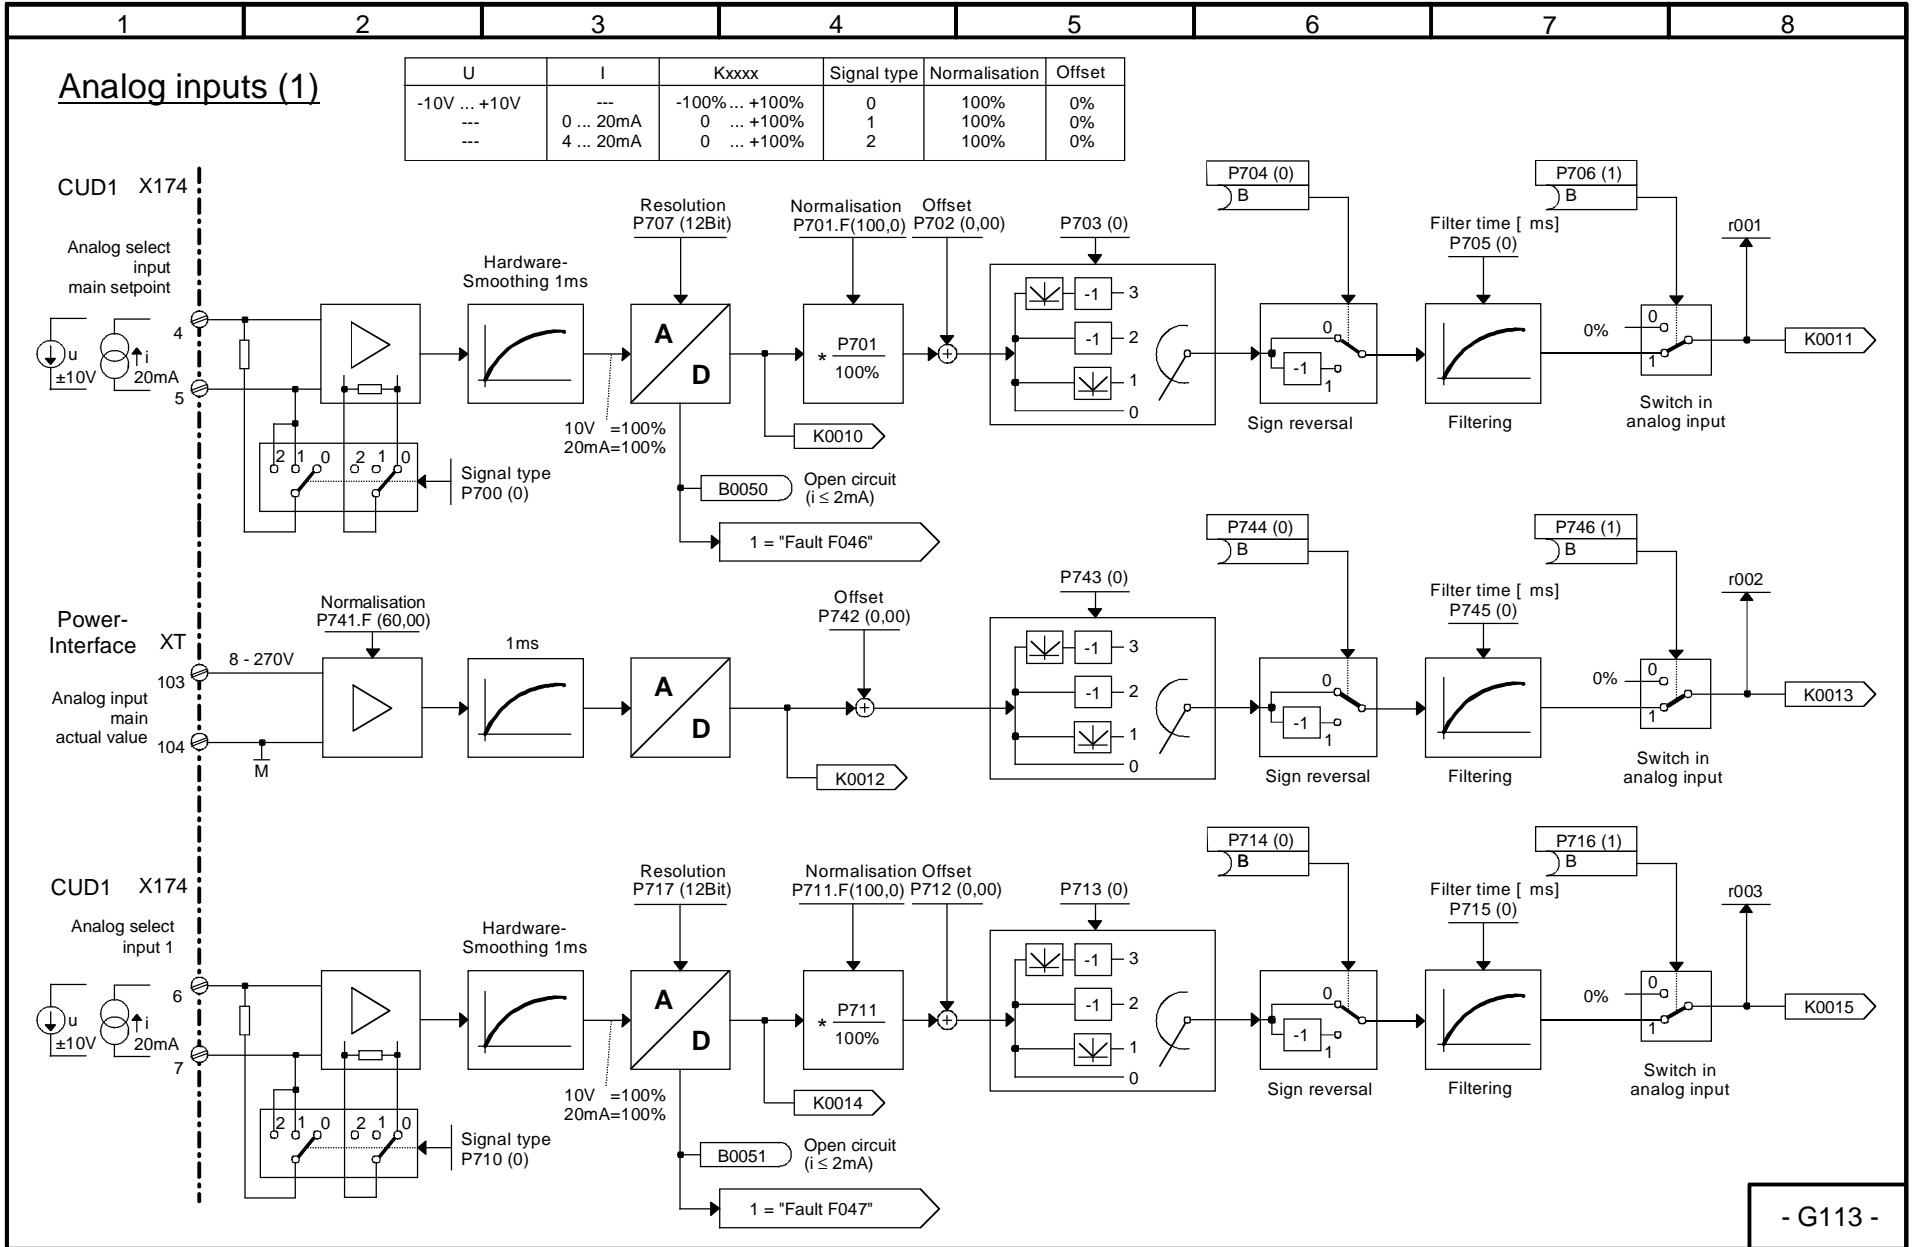 1 2 3 4 5 6 7 8
Analog inputs (1)
U I Kxxxx Signal type Normalisation Offset
-10V ... +10V --- -100% ... +100% 0 100% 0%
--- 0 ... 20mA 0 ... +100% 1 100% 0%
--- 4 ... 20mA 0 ... +100% 2 100% 0%
CUD1 X174
Analog select
input
main setpoint
4
5
u
±10V
i
20mA
2 1 0 2 1 0
Signal type
P700 (0)
Hardware-
Smoothing 1ms
10V =100%
20mA=100%
Resolution
P707 (12Bit)
A
D
B0050
Open circuit
(i ≤ 2mA)
1 = "Fault F046"
K0010
Normalisation
P701.F(100,0)
* P701
100%
Offset
P702 (0,00)
+
P703 (0)
-1 3
-1 2
1
0
P704 (0)
B
0
-1
1
Sign reversal
Filter time [ ms]
P705 (0)
Filtering
P706 (1)
B
0%
0
1
Switch in
analog input
r001
K0011
Power-
Interface
XT
103
8 - 270V
Analog input
main
actual value
104
M
Normalisation
P741.F (60,00)
1ms
A
D
K0012
Offset
P742 (0,00)
+
P743 (0)
-1 3
-1 2
1
0
P744 (0)
B
0
-1
1
Sign reversal
Filter time [ ms]
P745 (0)
Filtering
P746 (1)
B
0%
0
1
Switch in
analog input
r002
K0013
CUD1 X174
Analog select
input 1
6
7
u
±10V
i
20mA
2 1 0 2 1 0
Signal type
P710 (0)
Hardware-
Smoothing 1ms
10V =100%
20mA=100%
Resolution
P717 (12Bit)
A
D
B0051
Open circuit
(i ≤ 2mA)
1 = "Fault F047"
K0014
Normalisation Offset
P711.F(100,0) P712 (0,00)
* P711
100%
+
P713 (0)
-1 3
-1 2
1
0
P714 (0)
B
0
-1
1
Sign reversal
Filter time [ ms]
P715 (0)
Filtering
P716 (1)
B
0%
0
1
Switch in
analog input
r003
K0015
- G113 -